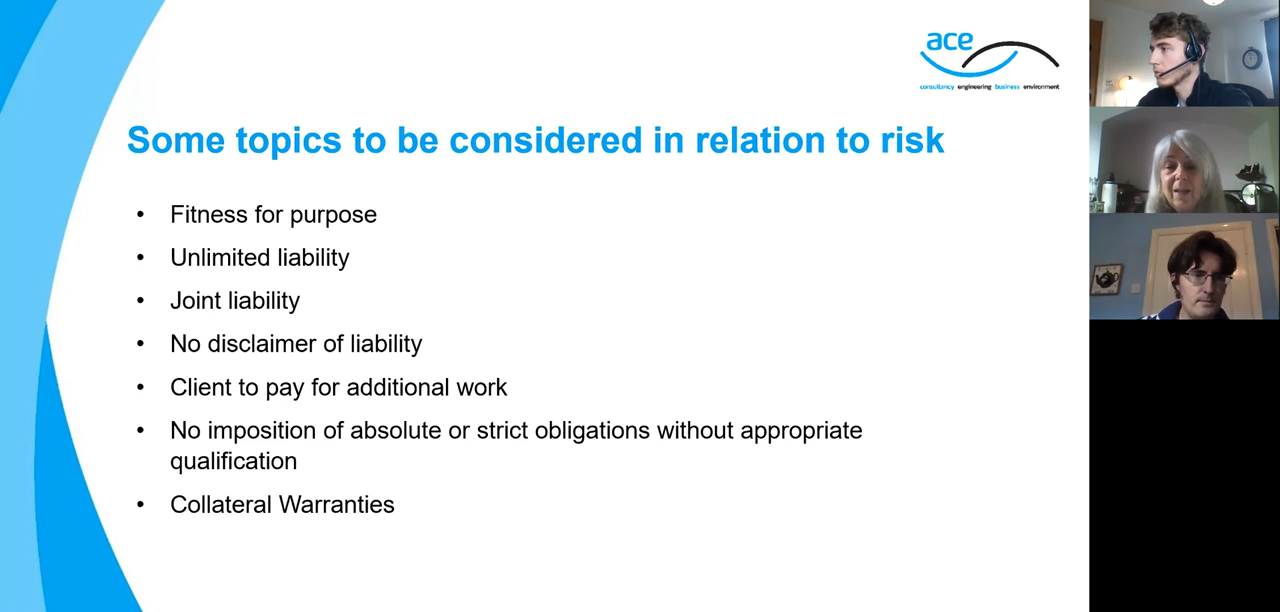 ace
consultancy engineering business environment
Some topics to be considered in relation to risk
• Fitness for purpose
• Unlimited liability
• Joint liability
• No disclaimer of liability
• Client to pay for additional work
• No imposition of absolute or strict obligations without appropriate
qualification
• Collateral Warranties